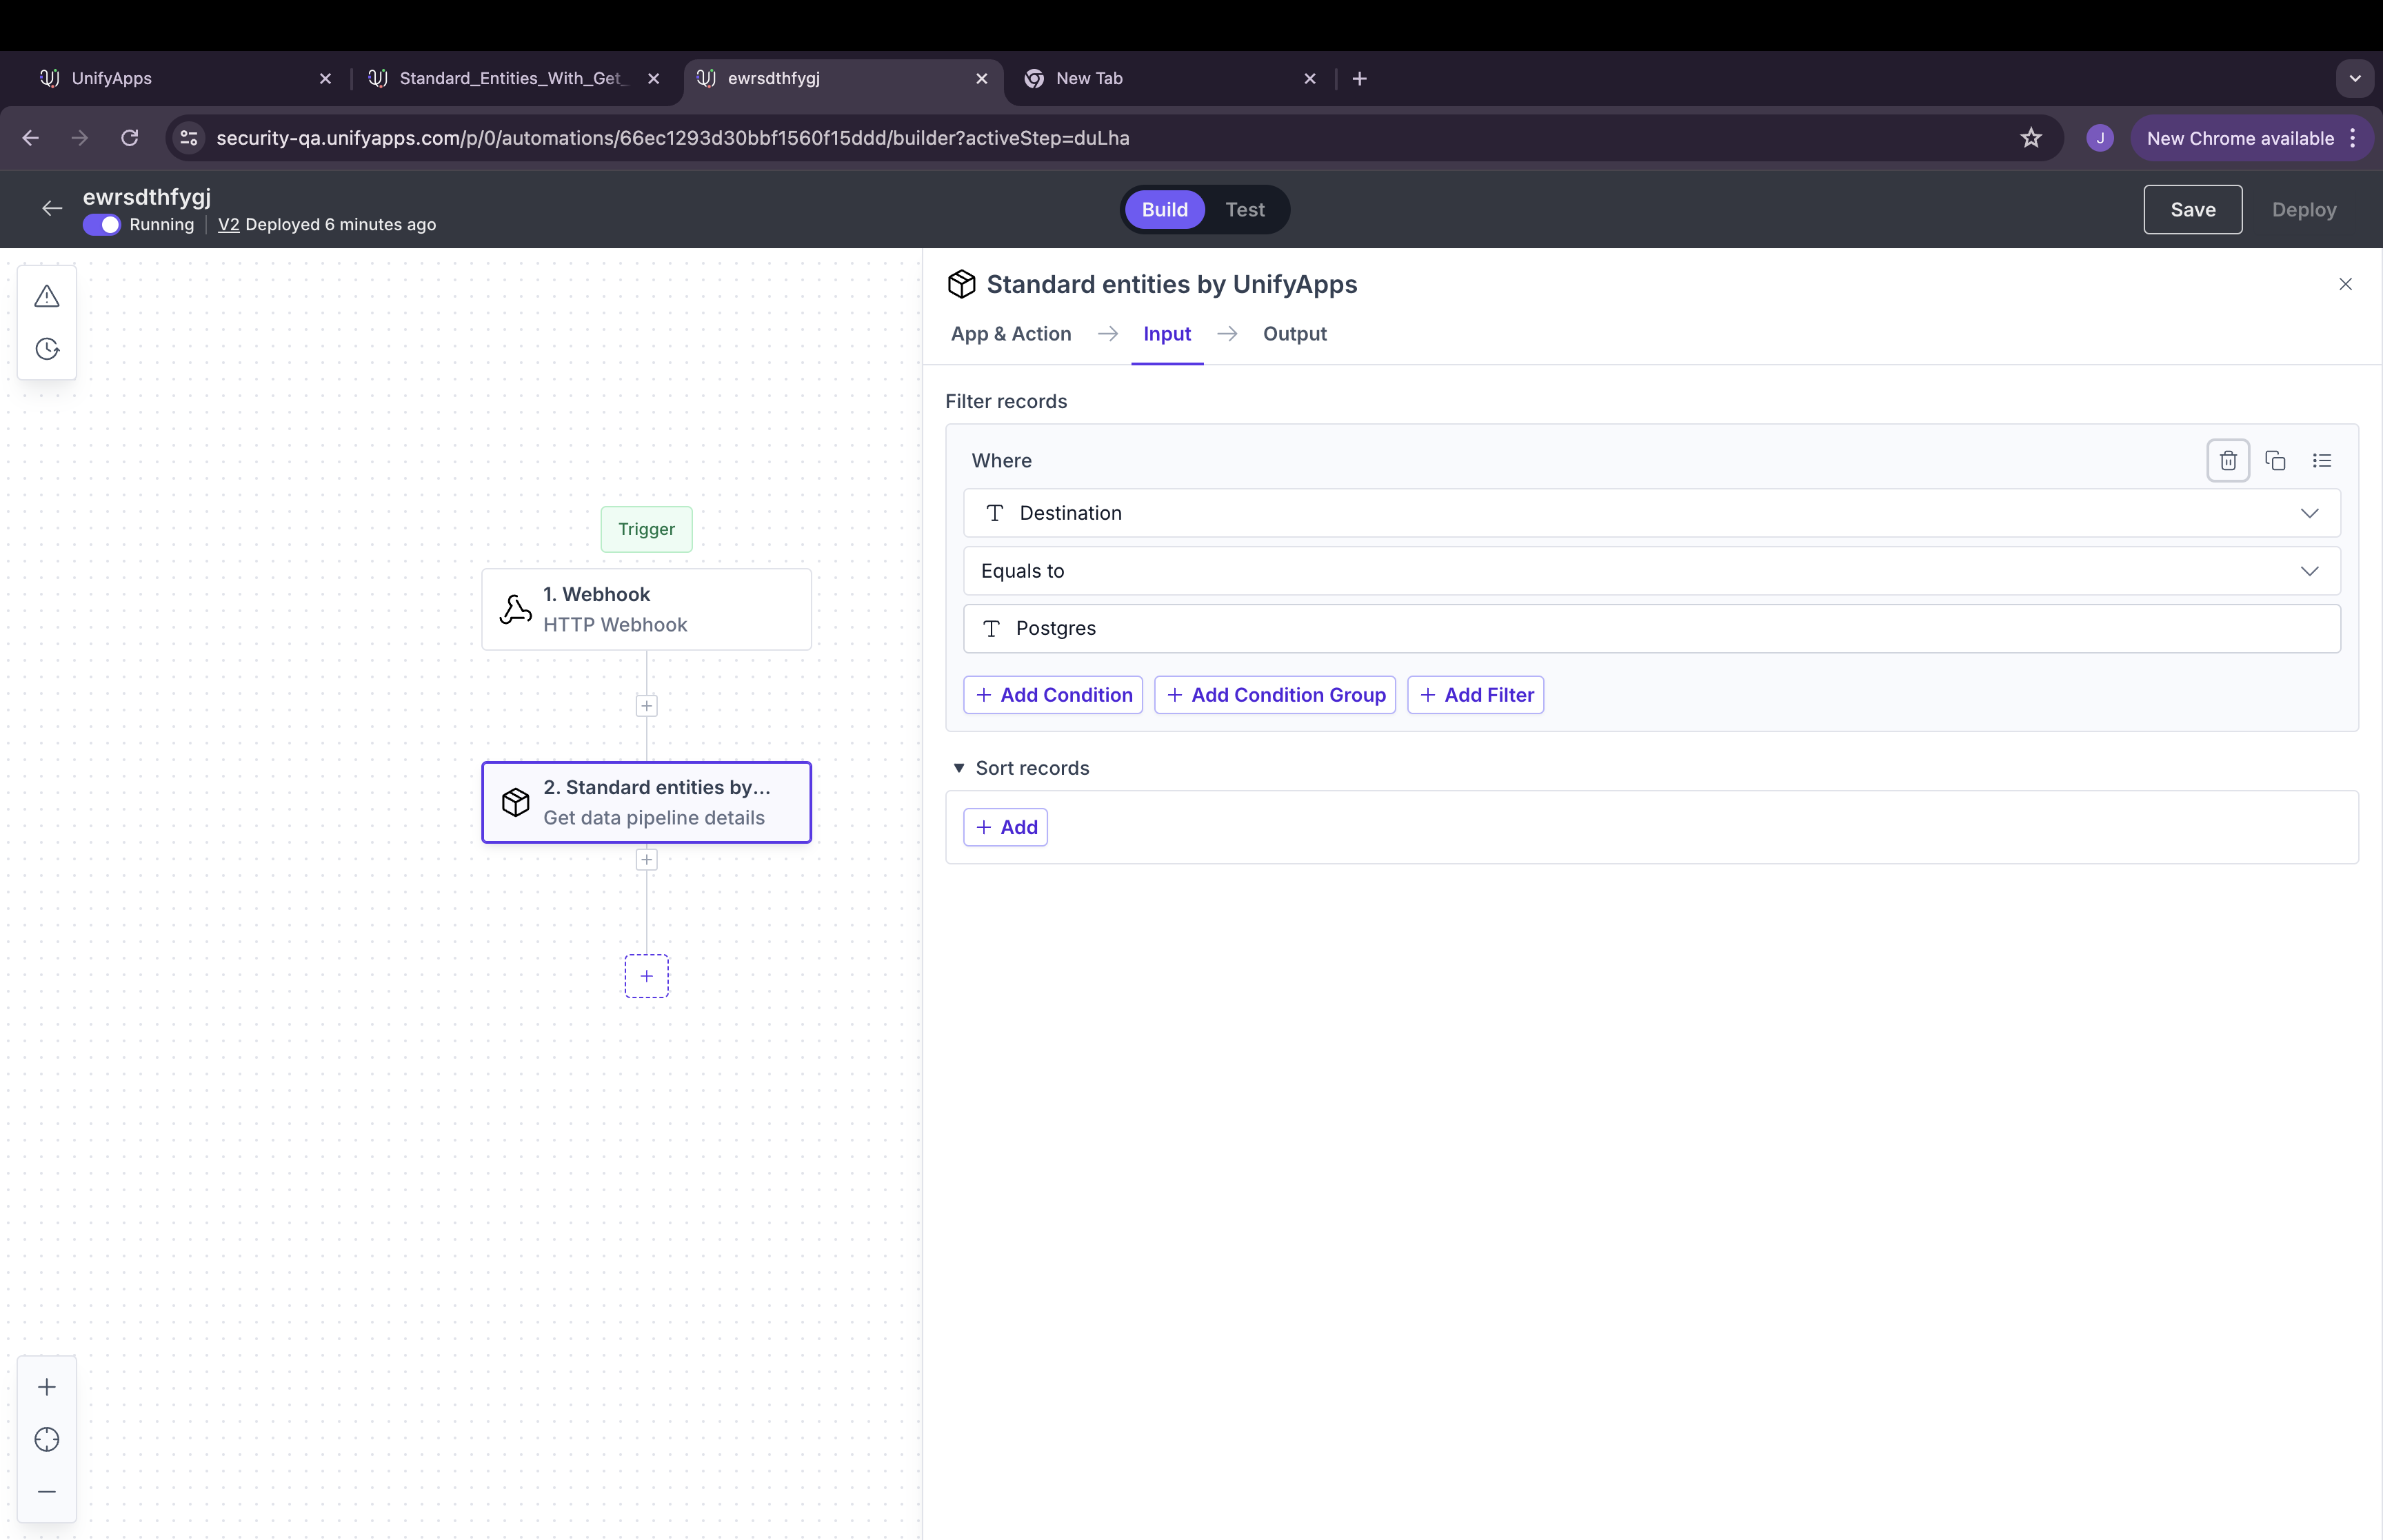 UnifyApps
Standard_Entities_With_Get_
ewrsdthfygj
New Tab
security-qa.unifyapps.com/p/0/automations/66ec1293d30bbf1560f15ddd/builder?activeStep=duLha
J
New Chrome available
ewrsdthfygj
Running
V2 Deployed 6 minutes ago
Build
Test
Save
Deploy
Trigger
1. Webhook
HTTP Webhook
2. Standard entities by...
Get data pipeline details
Standard entities by UnifyApps
App & Action
Input
Output
Filter records
Where
Destination
Equals to
Postgres
Add Condition
Add Condition Group
Add Filter
Sort records
Add